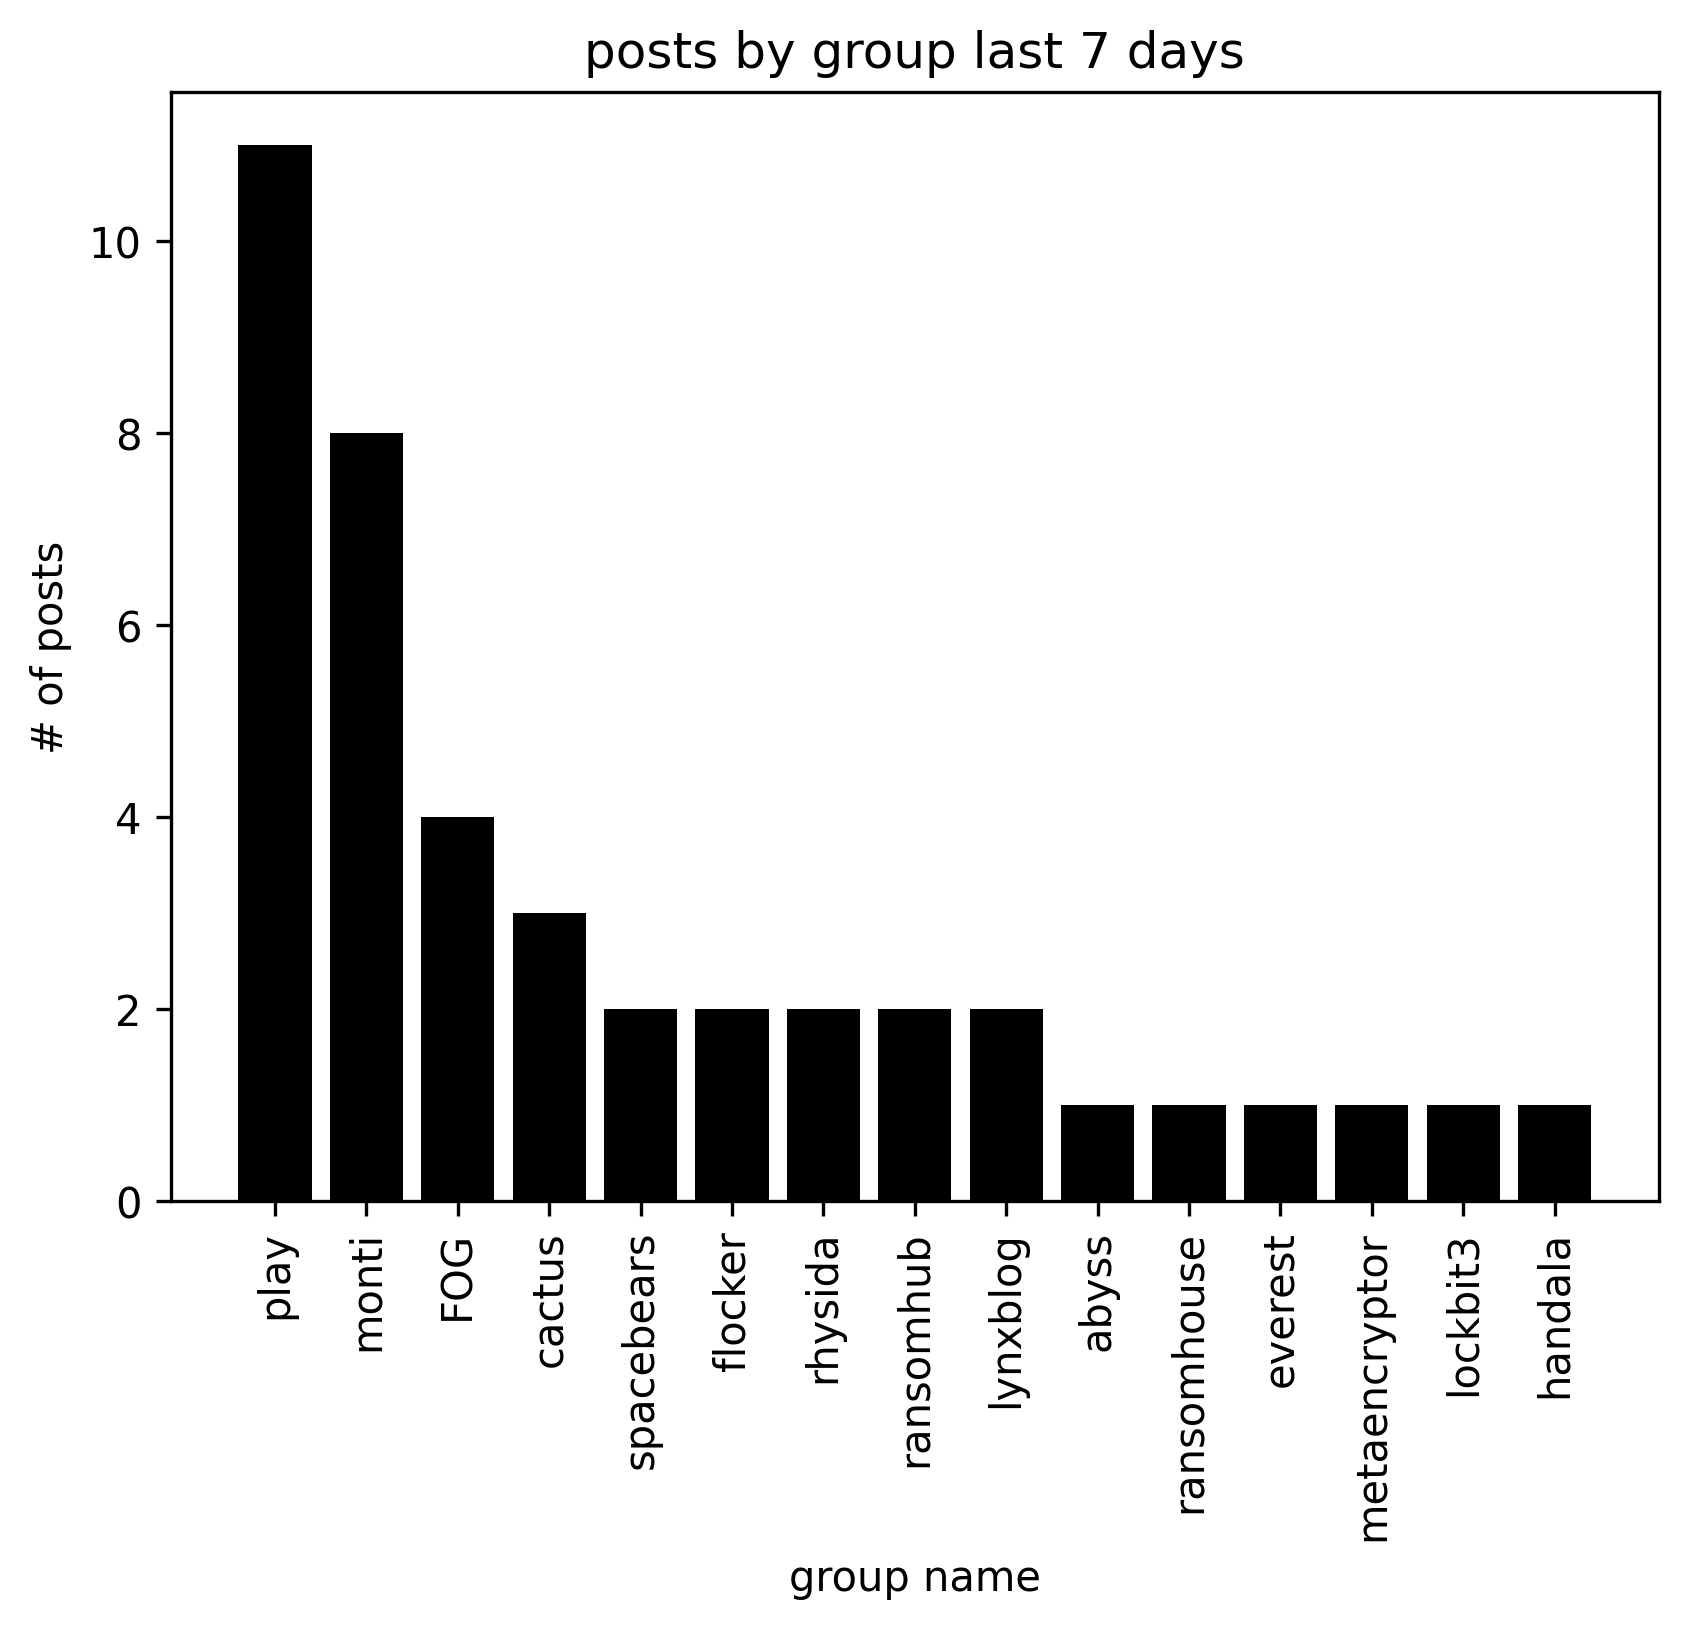 posts by group last 7 days
# of posts
10
8
6
4
2
0
play
monti
FOG
cactus
spacebears
flocker
rhysida
ransomhub
lynxblog
abyss
ransomhouse
everest
metaencryptor
lockbit3
handala
group name